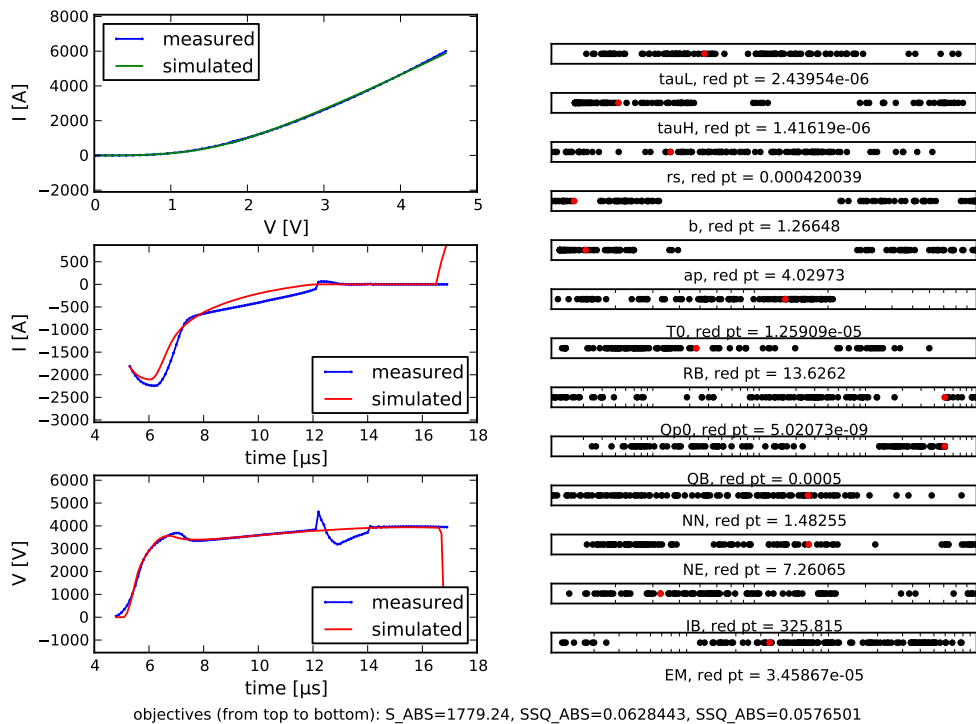 8000
6000
4000
2000
0
−2000
I [A]
measured
simulated
0 1 2 3 4 5
V [V]
500
0
−500
−1000
−1500
−2000
−2500
−3000
I [A]
measured
simulated
4 6 8 10 12 14 16 18
time [µs]
6000
5000
4000
3000
2000
1000
0
−1000
V [V]
measured
simulated
4 6 8 10 12 14 16 18
time [µs]
tauL, red pt = 2.43954e-06
tauH, red pt = 1.41619e-06
rs, red pt = 0.000420039
b, red pt = 1.26648
ap, red pt = 4.02973
T0, red pt = 1.25909e-05
RB, red pt = 13.6262
Qp0, red pt = 5.02073e-09
QB, red pt = 0.0005
NN, red pt = 1.48255
NE, red pt = 7.26065
IB, red pt = 325.815
EM, red pt = 3.45867e-05
objectives (from top to bottom): S_ABS=1779.24, SSQ_ABS=0.0628443, SSQ_ABS=0.0576501